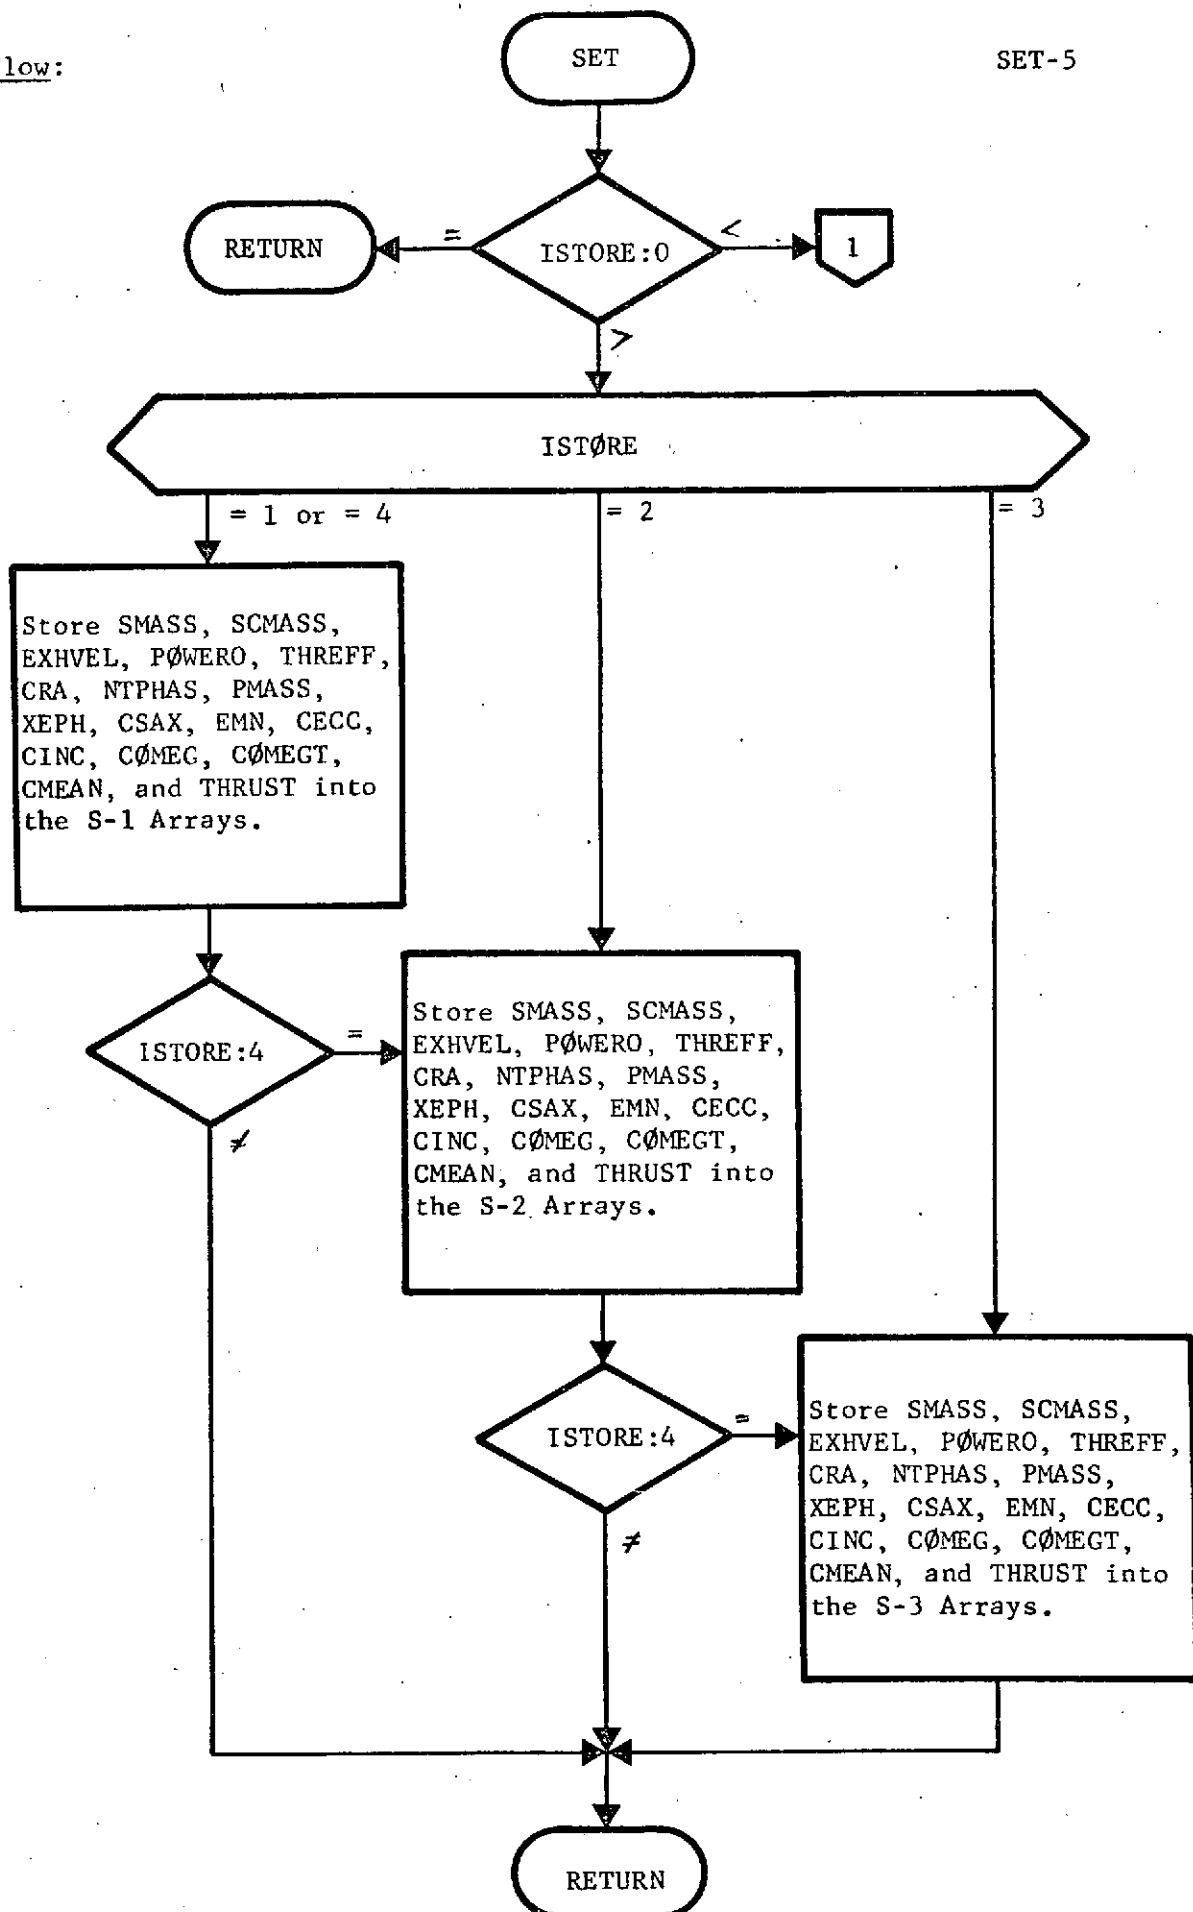 low:
SET
SET-5
RETURN
=
ISTORE:0
<
1
>
ISTØRE
= 1 or = 4
= 2
= 3
Store SMASS, SCMASS,
EXHVEL, PØWERO, THREFF,
CRA, NTPHAS, PMASS,
XEPH, CSAX, EMN, CECC,
CINC, CØMEG, CØMEGT,
CMEAN, and THRUST into
the S-1 Arrays.
ISTORE:4
=
≠
Store SMASS, SCMASS,
EXHVEL, PØWERO, THREFF,
CRA, NTPHAS, PMASS,
XEPH, CSAX, EMN, CECC,
CINC, CØMEG, CØMEGT,
CMEAN, and THRUST into
the S-2 Arrays.
ISTORE:4
=
≠
Store SMASS, SCMASS,
EXHVEL, PØWERO, THREFF,
CRA, NTPHAS, PMASS,
XEPH, CSAX, EMN, CECC,
CINC, CØMEG, CØMEGT,
CMEAN, and THRUST into
the S-3 Arrays.
RETURN